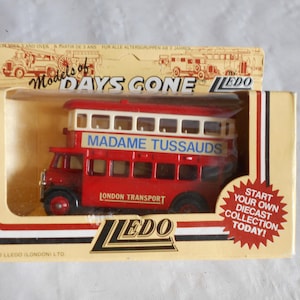 Models of
DAYS GONE
LLEDO
MADAME TUSSAUDS
LONDON TRANSPORT
START
YOUR OWN
DIECAST
COLLECTION
TODAY!
LLEDO
LLEDO (LONDON) LTD.